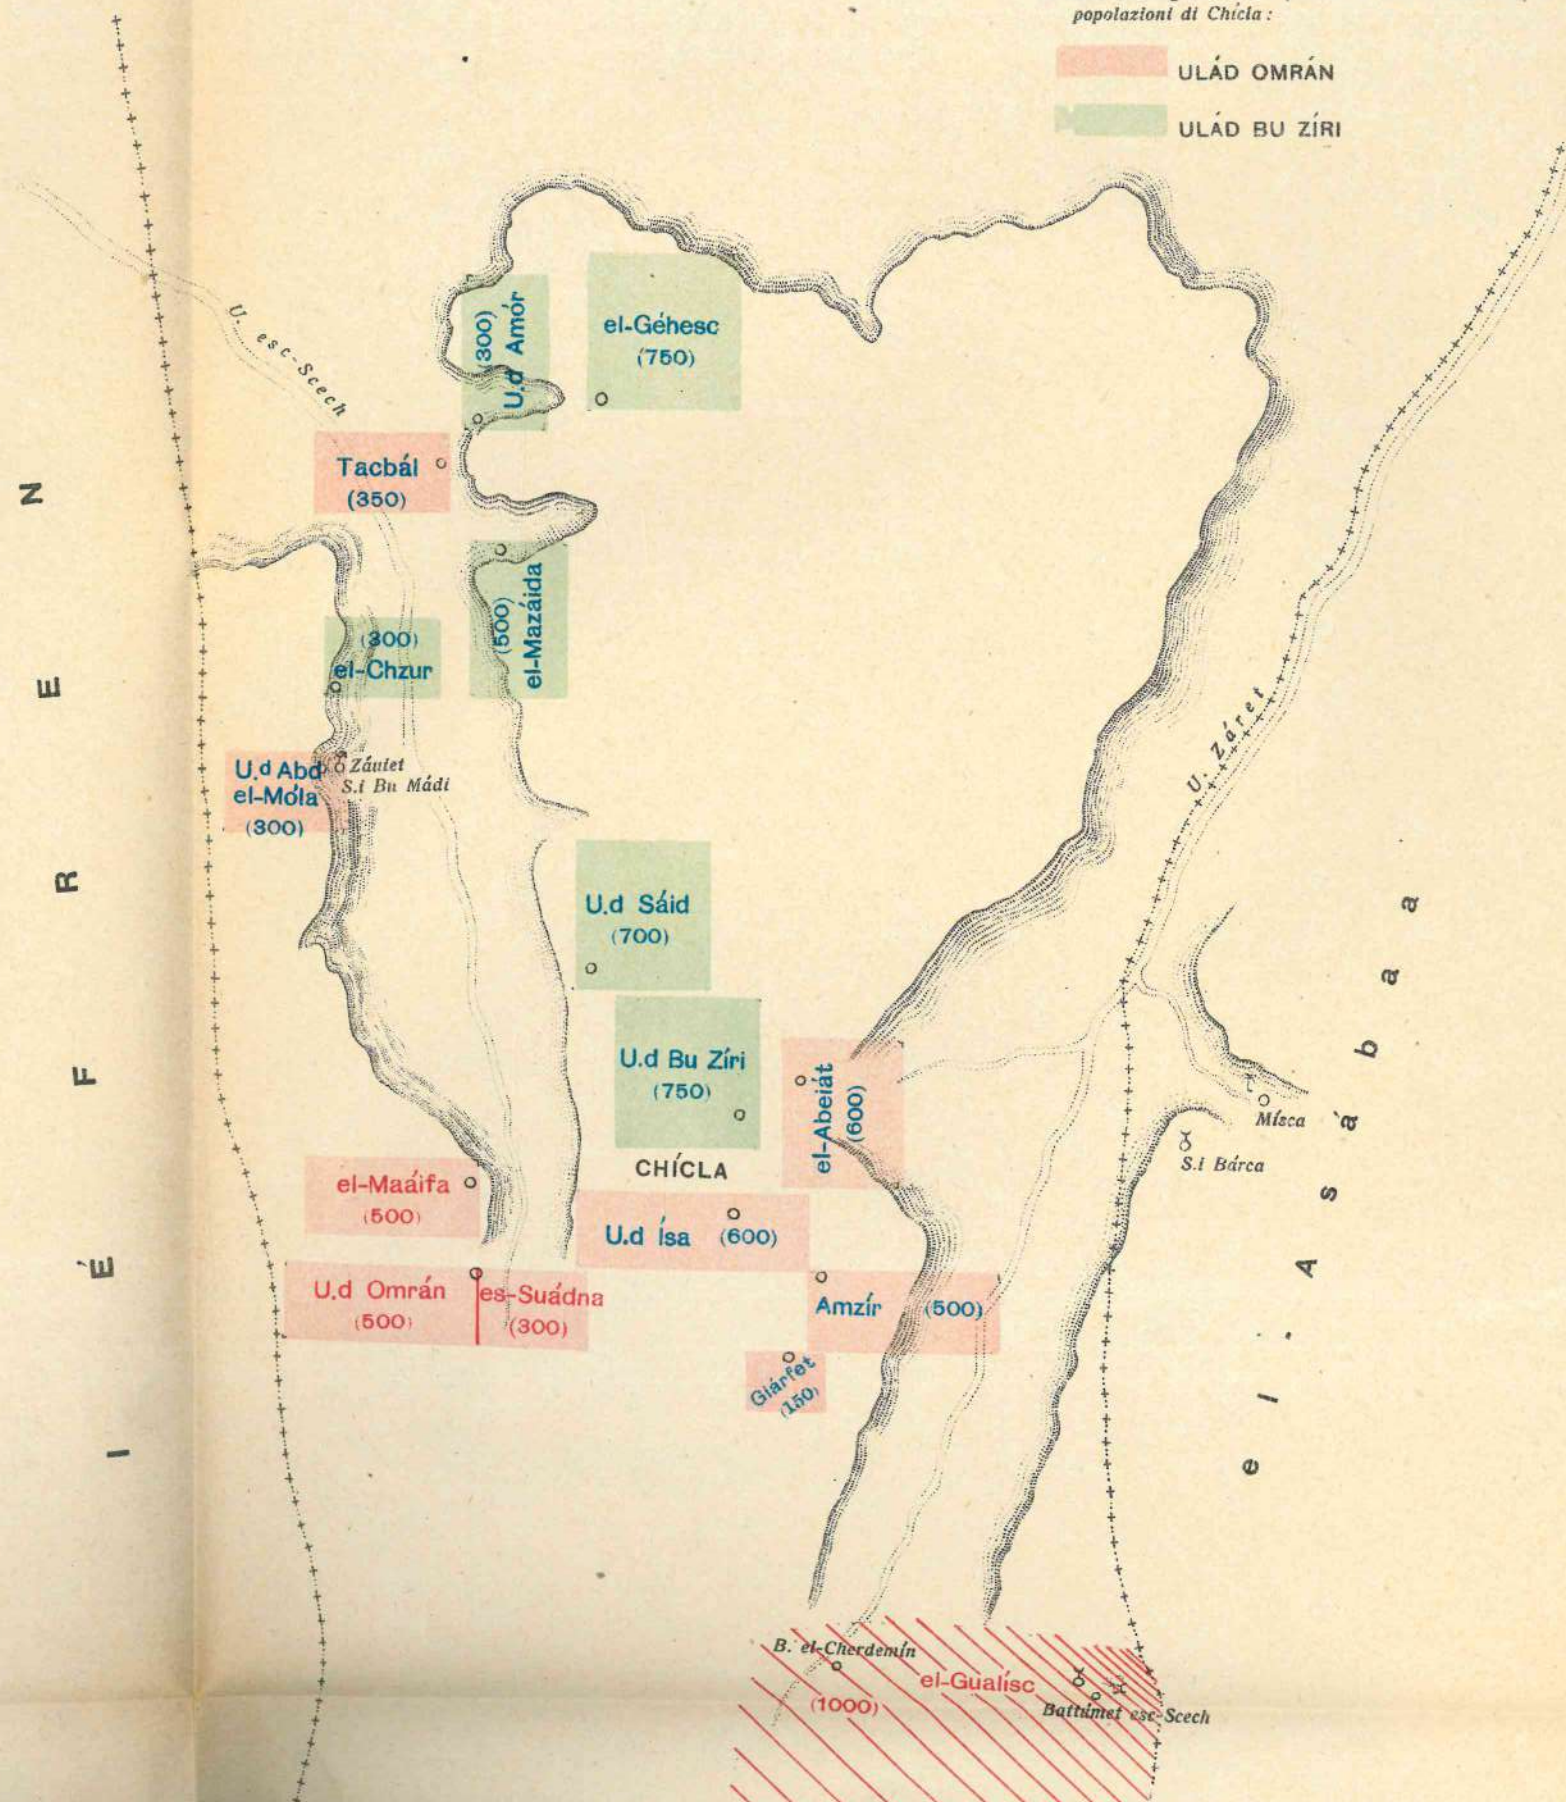 popolazioni di Chícla :
ULÁD OMRÁN
ULÁD BU ZÍRI
U. esc-Scech
(300)
U.d Amór
el-Géhesc
(750)
Tacbál
(350)
(300)
el-Chzur
(500)
el-Mazáida
U.d Abd
el-Móla
(300)
Záuiet
S.i Bu Mádi
U. Záret
U.d Sáid
(700)
U.d Bu Zíri
(750)
CHÍCLA
el-Abeiát
(600)
Mísca
S.i Bárca
el-Maáifa
(500)
U.d Ísa (600)
U.d Omrán
(500)
es-Suádna
(300)
Amzír (500)
Giárfet
(150)
B. el-Cherdemín
el-Gualísc
(1000)
Battúmet esc-Scech
IÉFREN
el-Asàbaa